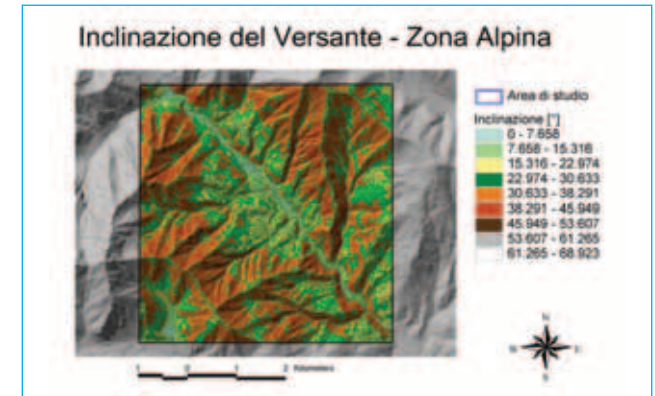 Inclinazione del Versante - Zona Alpina
Area di studio
Inclinazione [°]
0 - 7.658
7.658 - 15.316
15.316 - 22.974
22.974 - 30.633
30.633 - 38.291
38.291 - 45.949
45.949 - 53.607
53.607 - 61.265
61.265 - 68.923
N
E
S
1 0 1 2 Kilometers